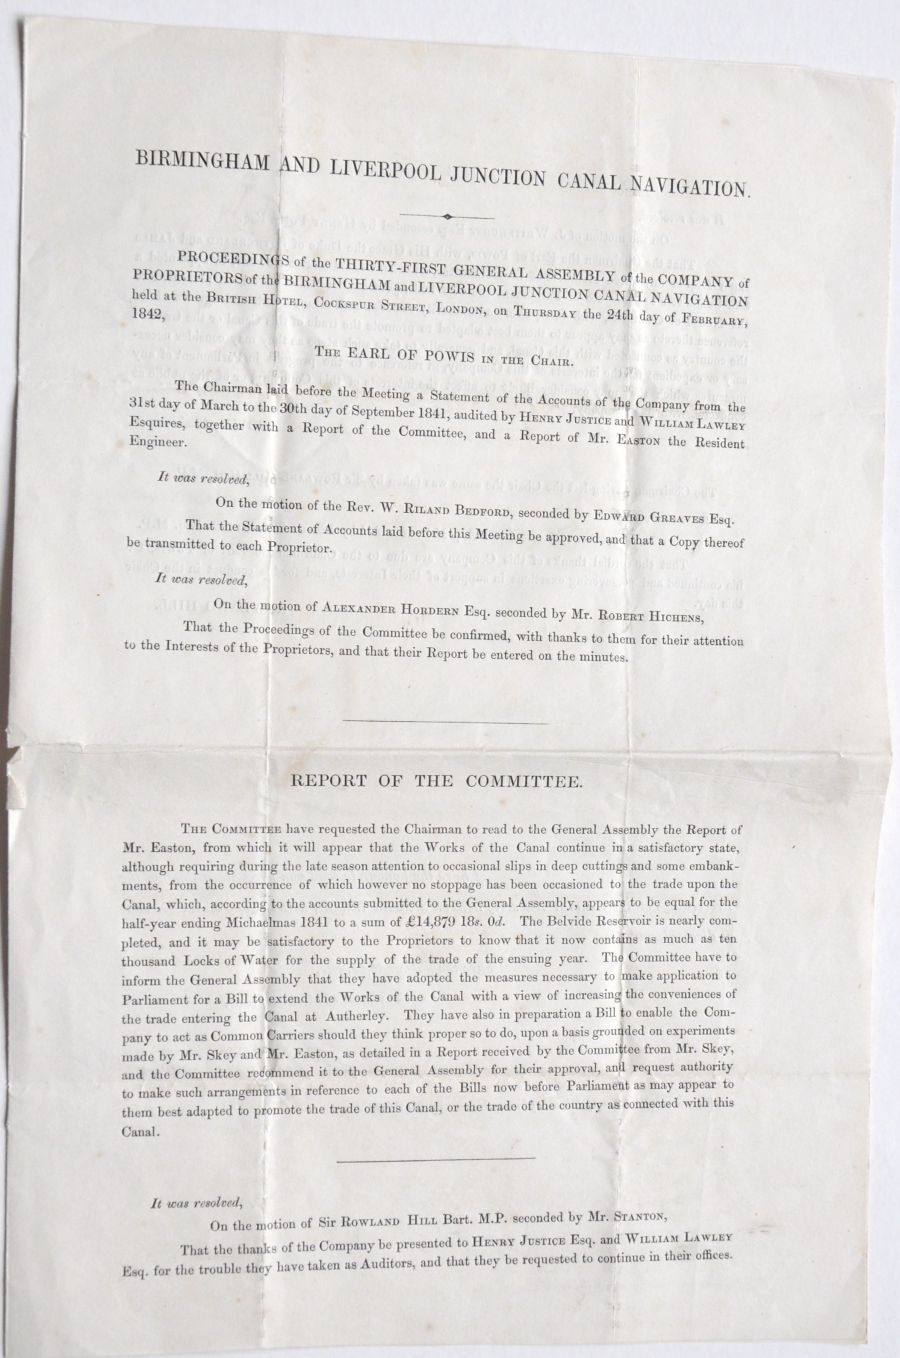 BIRMINGHAM AND LIVERPOOL JUNCTION CANAL NAVIGATION.
PROCEEDINGS of the THIRTY-FIRST GENERAL ASSEMBLY of the COMPANY of
PROPRIETORS of the BIRMINGHAM and LIVERPOOL JUNCTION CANAL NAVIGATION
held at the British Hotel, Cockspur Street, London, on Thursday the 24th day of February,
1842,
The EARL OF POWIS in the Chair.
The Chairman laid before the Meeting a Statement of the Accounts of the Company from the
31st day of March to the 30th day of September 1841, audited by Henry Justice and William Lawley
Esquires, together with a Report of the Committee, and a Report of Mr. Easton the Resident
Engineer.
It was resolved,
On the motion of the Rev. W. Riland Bedford, seconded by Edward Greaves Esq.
That the Statement of Accounts laid before this Meeting be approved, and that a Copy thereof
be transmitted to each Proprietor.
It was resolved,
On the motion of Alexander Hordern Esq. seconded by Mr. Robert Hichens,
That the Proceedings of the Committee be confirmed, with thanks to them for their attention
to the Interests of the Proprietors, and that their Report be entered on the minutes.
REPORT OF THE COMMITTEE.
The Committee have requested the Chairman to read to the General Assembly the Report of
Mr. Easton, from which it will appear that the Works of the Canal continue in a satisfactory state,
although requiring during the late season attention to occasional slips in deep cuttings and some embank-
ments, from the occurrence of which however no stoppage has been occasioned to the trade upon the
Canal, which, according to the accounts submitted to the General Assembly, appears to be equal for the
half-year ending Michaelmas 1841 to a sum of £14,879 18s. 0d. The Belvide Reservoir is nearly com-
pleted, and it may be satisfactory to the Proprietors to know that it now contains as much as ten
thousand Locks of Water for the supply of the trade of the ensuing year. The Committee have to
inform the General Assembly that they have adopted the measures necessary to make application to
Parliament for a Bill to extend the Works of the Canal with a view of increasing the conveniences of
the trade entering the Canal at Autherley. They have also in preparation a Bill to enable the Com-
pany to act as Common Carriers should they think proper so to do, upon a basis grounded on experiments
made by Mr. Skey and Mr. Easton, as detailed in a Report received by the Committee from Mr. Skey,
and the Committee recommend it to the General Assembly for their approval, and request authority
to make such arrangements in reference to each of the Bills now before Parliament as may appear to
them best adapted to promote the trade of this Canal, or the trade of the country as connected with this
Canal.
It was resolved,
On the motion of Sir Rowland Hill Bart. M.P. seconded by Mr. Stanton,
That the thanks of the Company be presented to Henry Justice Esq. and William Lawley
Esq. for the trouble they have taken as Auditors, and that they be requested to continue in their offices.